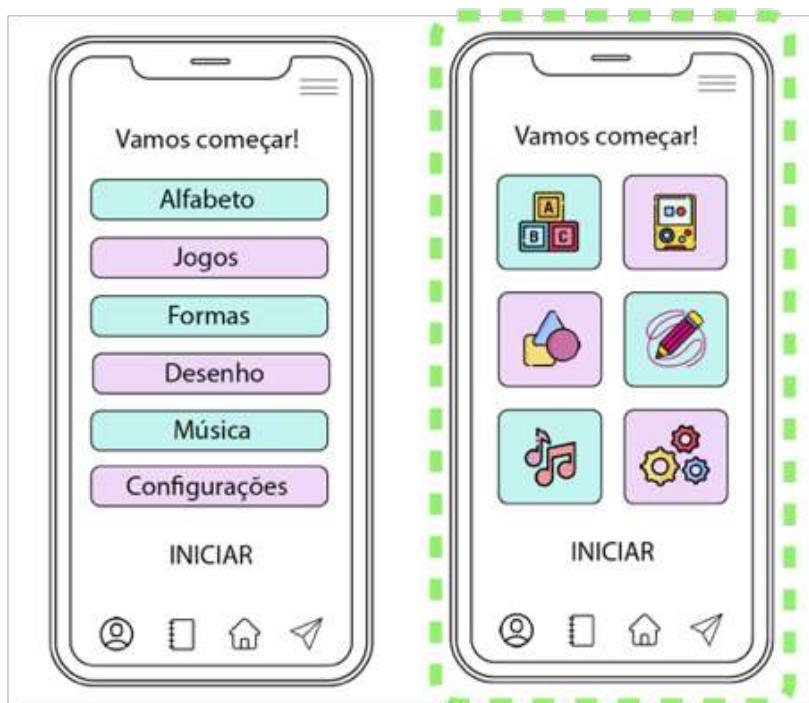 Vamos começar!
Alfabeto
Jogos
Formas
Desenho
Música
Configurações
INICIAR
Vamos começar!
A
B C
INICIAR